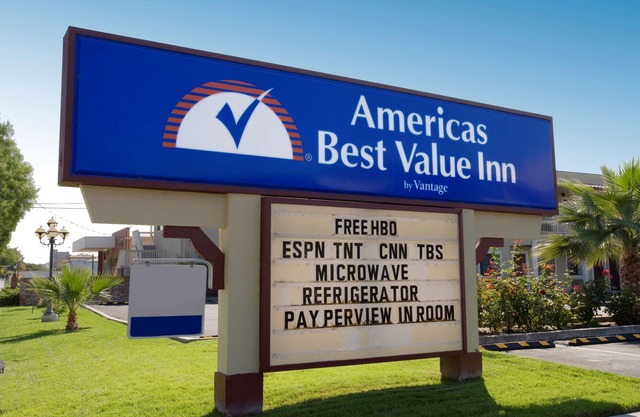 Americas
Best Value Inn
by Vantage
®
FREE HBO
ESPN TNT CNN TBS
MICROWAVE
REFRIGERATOR
PAY PERVIEW IN ROOM